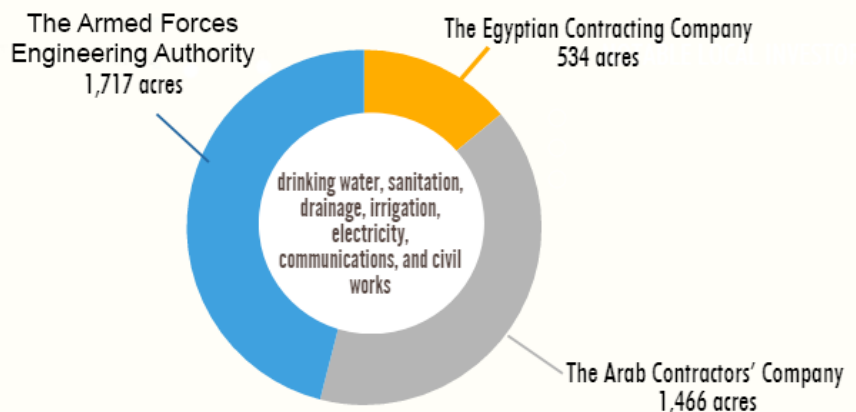 The Armed Forces
Engineering Authority
1,717 acres
The Egyptian Contracting Company
534 acres
drinking water, sanitation,
drainage, irrigation,
electricity,
communications, and civil
works
The Arab Contractors' Company
1,466 acres